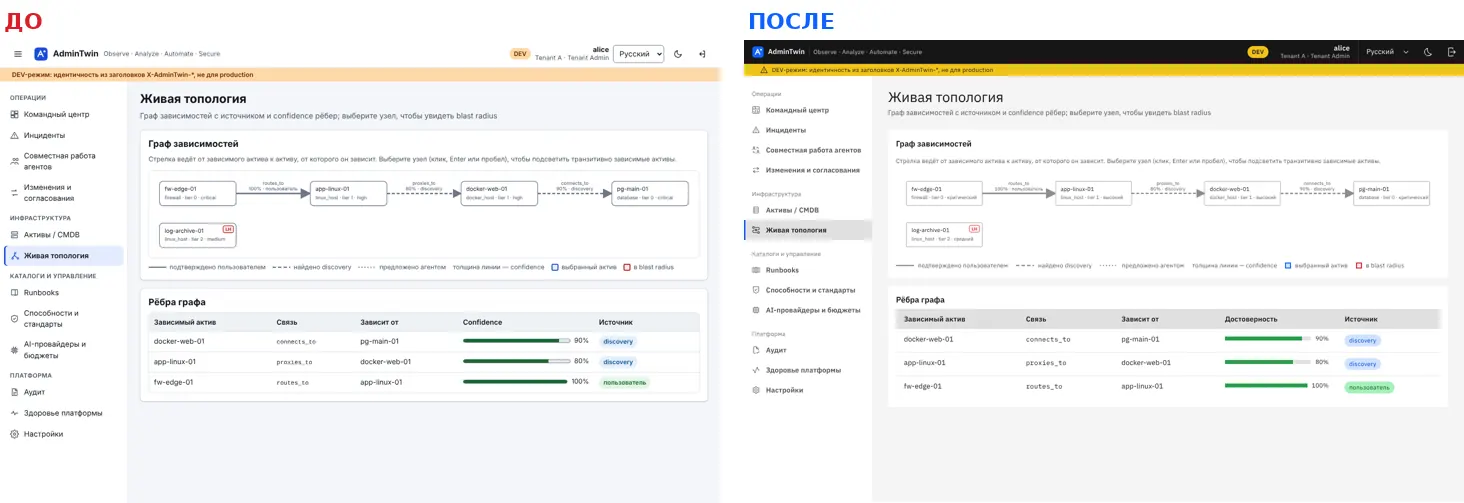 ДО
AdminTwin
Observe · Analyze · Automate · Secure
DEV
alice
Tenant A · Tenant Admin
Русский
DEV-режим: идентичность из заголовков X-AdminTwin-*, не для production
ОПЕРАЦИИ
Командный центр
Инциденты
Совместная работа
агентов
Изменения и
согласования
ИНФРАСТРУКТУРА
Активы / CMDB
Живая топология
КАТАЛОГИ И УПРАВЛЕНИЕ
Runbooks
Способности и
стандарты
AI-провайдеры и
бюджеты
ПЛАТФОРМА
Аудит
Здоровье платформы
Настройки
Живая топология
Граф зависимостей с источником и confidence рёбер; выберите узел, чтобы увидеть blast radius
Граф зависимостей
Стрелка ведёт от зависимого актива к активу, от которого он зависит. Выберите узел (клик, Enter или пробел), чтобы подсветить транзитивно зависимые активы.
fw-edge-01
firewall · tier 0 · critical
routes_to
100% · пользователь
app-linux-01
linux_host · tier 1 · high
proxies_to
80% · discovery
docker-web-01
docker_host · tier 1 · high
connects_to
90% · discovery
pg-main-01
database · tier 0 · critical
log-archive-01
LM
linux_host · tier 2 · medium
подтверждено пользователем
найдено discovery
предложено агентом
толщина линии — confidence
выбранный актив
в blast radius
Рёбра графа
Зависимый актив Связь Зависит от Confidence Источник
docker-web-01 connects_to pg-main-01 90% discovery
app-linux-01 proxies_to docker-web-01 80% discovery
fw-edge-01 routes_to app-linux-01 100% пользователь
ПОСЛЕ
AdminTwin
Observe · Analyze · Automate · Secure
DEV
alice
Tenant A · Tenant Admin
Русский
DEV-режим: идентичность из заголовков X-AdminTwin-*, не для production
Операции
Командный центр
Инциденты
Совместная работа агентов
Изменения и согласования
Инфраструктура
Активы / CMDB
Живая топология
Каталоги и управление
Runbooks
Способности и стандарты
AI-провайдеры и бюджеты
Платформа
Аудит
Здоровье платформы
Настройки
Живая топология
Граф зависимостей с источником и confidence рёбер; выберите узел, чтобы увидеть blast radius
Граф зависимостей
Стрелка ведёт от зависимого актива к активу, от которого он зависит. Выберите узел (клик, Enter или пробел), чтобы подсветить транзитивно зависимые активы.
fw-edge-01
firewall · tier 0 · критический
routes_to
100% · пользователь
app-linux-01
linux_host · tier 1 · высокий
proxies_to
80% · discovery
docker-web-01
docker_host · tier 1 · высокий
connects_to
90% · discovery
pg-main-01
database · tier 0 · критический
log-archive-01
LM
linux_host · tier 2 · средний
подтверждено пользователем
найдено discovery
предложено агентом
толщина линии — confidence
выбранный актив
в blast radius
Рёбра графа
Зависимый актив Связь Зависит от Достоверность Источник
docker-web-01 connects_to pg-main-01 90% discovery
app-linux-01 proxies_to docker-web-01 80% discovery
fw-edge-01 routes_to app-linux-01 100% пользователь